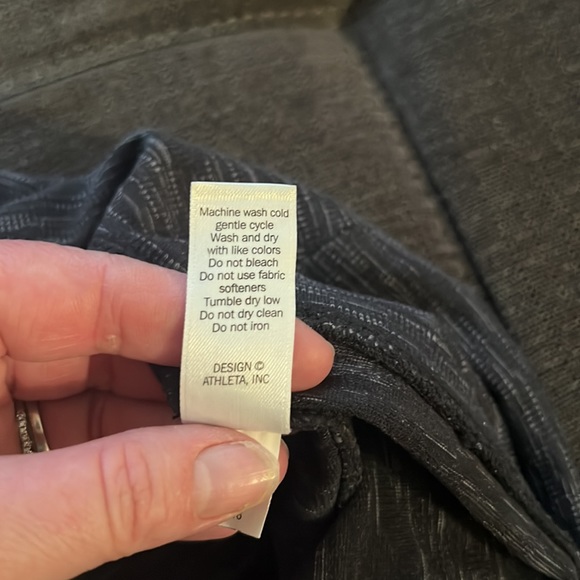 Machine wash cold
gentle cycle
Wash and dry
with like colors
Do not bleach
Do not use fabric
softeners
Tumble dry low
Do not dry clean
Do not iron
DESIGN ©
ATHLETA, INC